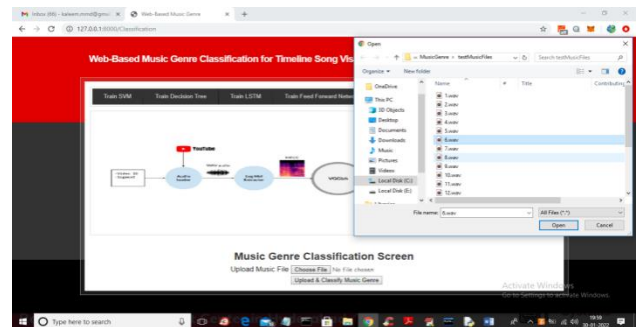 Inbox (66) - kaleem.mmd@gmail
Web-Based Music Genre
127.0.0.1:8000/Classification
Web-Based Music Genre Classification for Timeline Song Vis
Train SVM Train Decision Tree Train LSTM Train Feed Forward Netw
YouTube
Audio
Music Genre Classification Screen
Upload Music File Choose File No file chosen
Upload & Classify Music Genre
Open
MusicGenre › testMusicFiles
Search testMusicFiles
Organize New folder
Name # Title Contributing
OneDrive
This PC
3D Objects
Desktop
Documents
Downloads
Music
Pictures
Videos
Local Disk (C:)
Local Disk (E:)
1.wav
2.wav
3.wav
4.wav
5.wav
6.wav
7.wav
8.wav
9.wav
10.wav
11.wav
12.wav
File name: 8.wav All Files (*.*)
Open Cancel
Activate Windows
Go to Settings to activate Windows.
Type here to search
19:59
30-01-2022